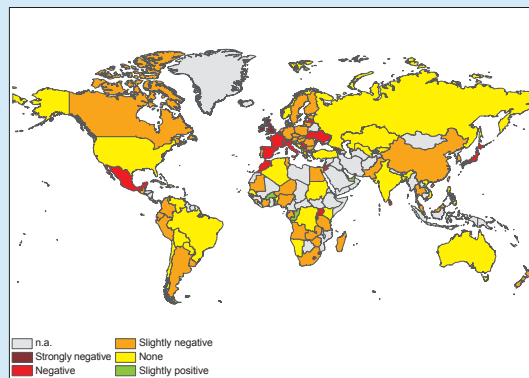 n.a.
Strongly negative
Negative
Slightly negative
None
Slightly positive